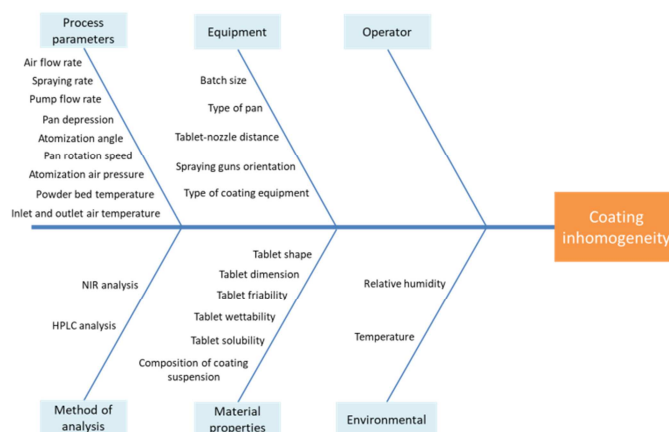 Process
parameters
Equipment
Operator
Air flow rate
Spraying rate
Pump flow rate
Pan depression
Atomization angle
Pan rotation speed
Atomization air pressure
Powder bed temperature
Inlet and outlet air temperature
Batch size
Type of pan
Tablet-nozzle distance
Spraying guns orientation
Type of coating equipment
Coating
inhomogeneity
NIR analysis
HPLC analysis
Tablet shape
Tablet dimension
Tablet friability
Tablet wettability
Tablet solubility
Composition of coating
suspension
Relative humidity
Temperature
Method of
analysis
Material
properties
Environmental